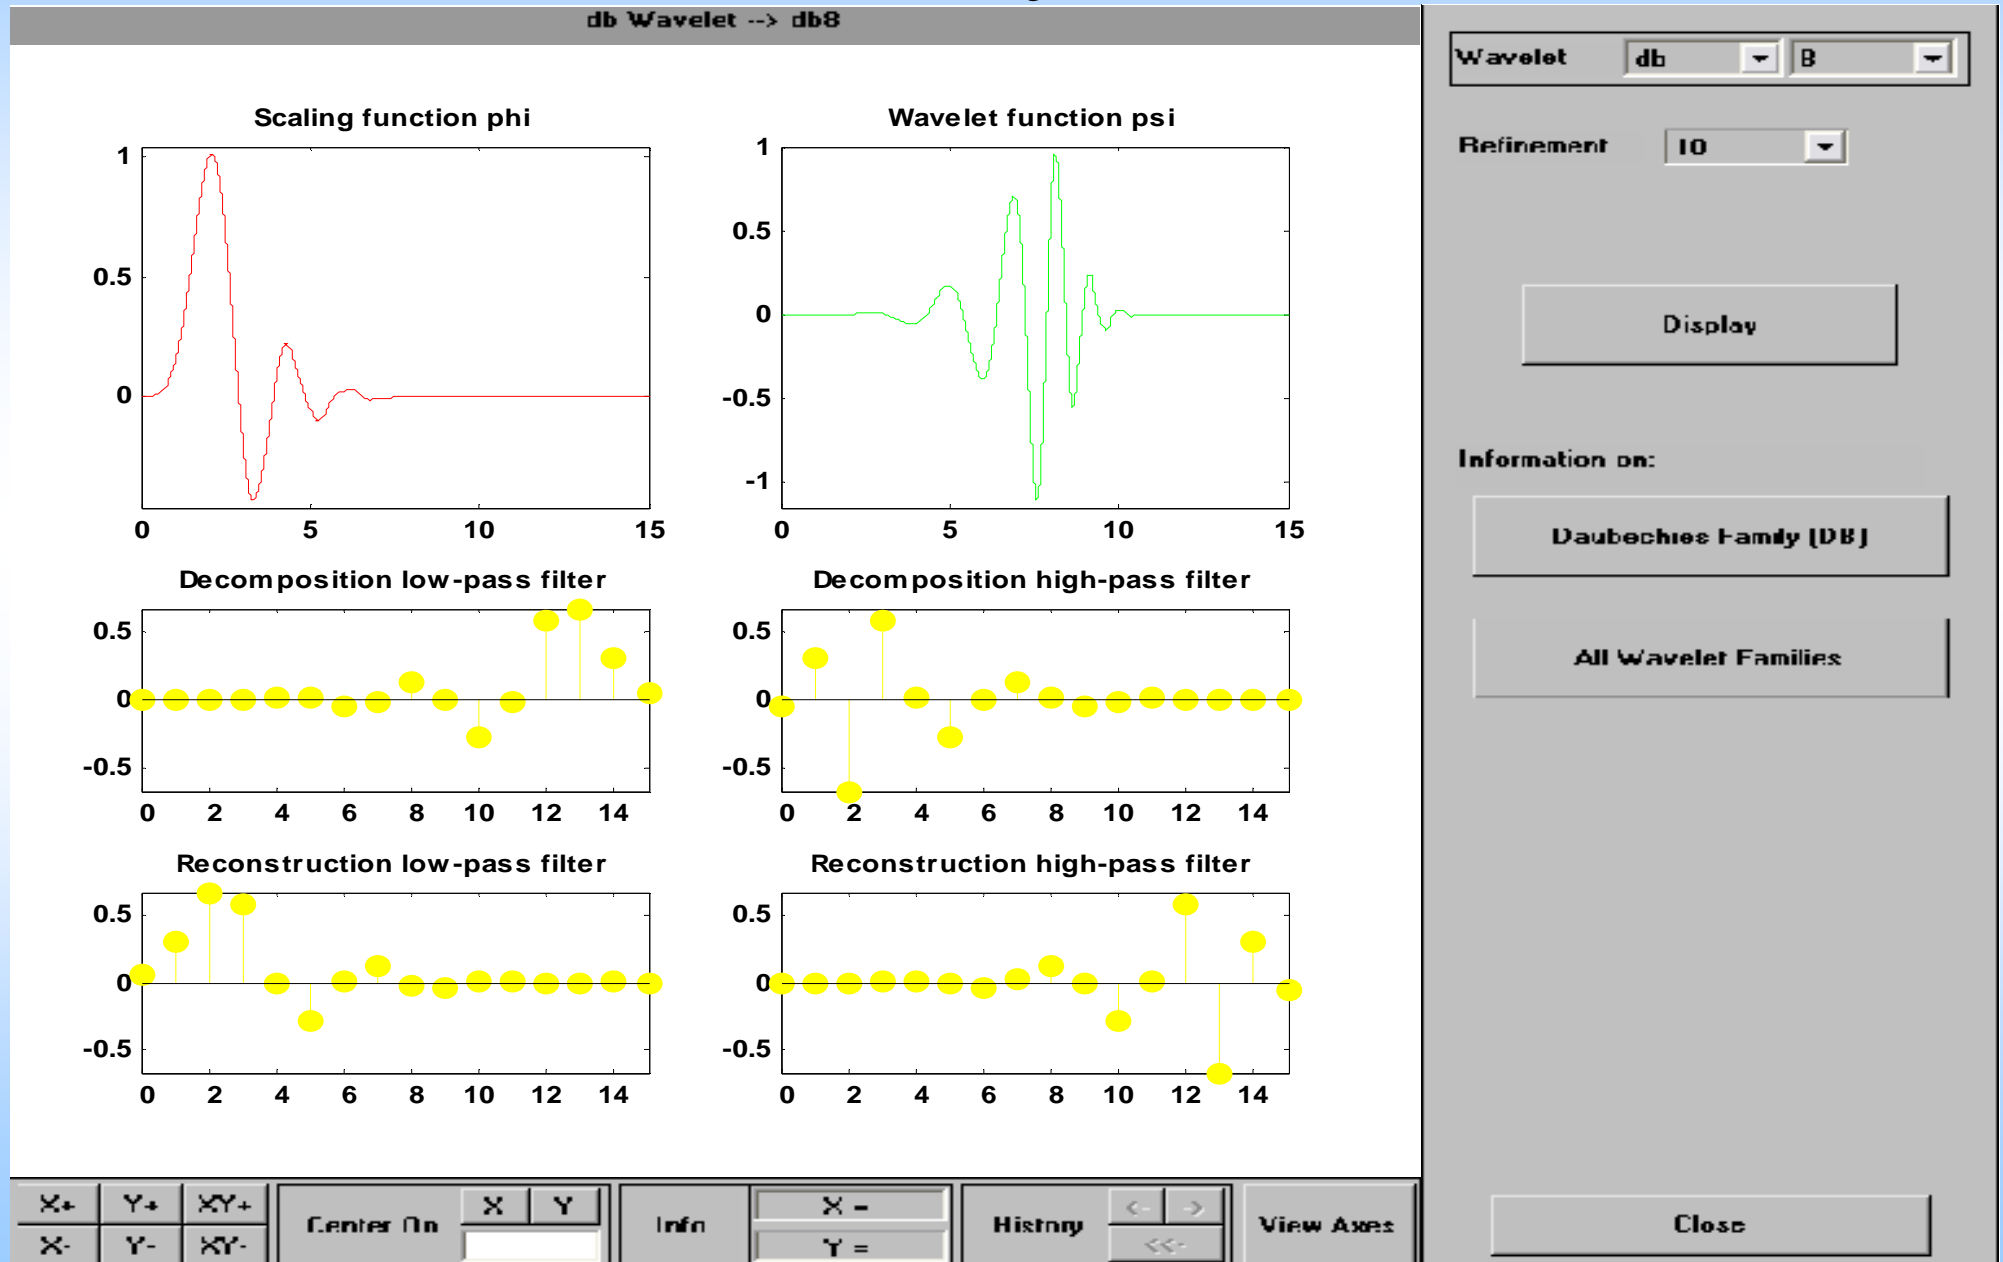 db Wavelet --> db8
Wavelet db 8
Refinement 10
Display
Information on:
Daubechies Family (DB)
All Wavelet Families
Close
Scaling function phi
1
0.5
0
0 5 10 15
Wavelet function psi
1
0.5
0
-0.5
-1
0 5 10 15
Decomposition low-pass filter
0.5
0
-0.5
0 2 4 6 8 10 12 14
Decomposition high-pass filter
0.5
0
-0.5
0 2 4 6 8 10 12 14
Reconstruction low-pass filter
0.5
0
-0.5
0 2 4 6 8 10 12 14
Reconstruction high-pass filter
0.5
0
-0.5
0 2 4 6 8 10 12 14
X+ Y+ XY+
X- Y- XY-
Center On X Y
Info X =
Y =
History <- ->
<<-
View Axes